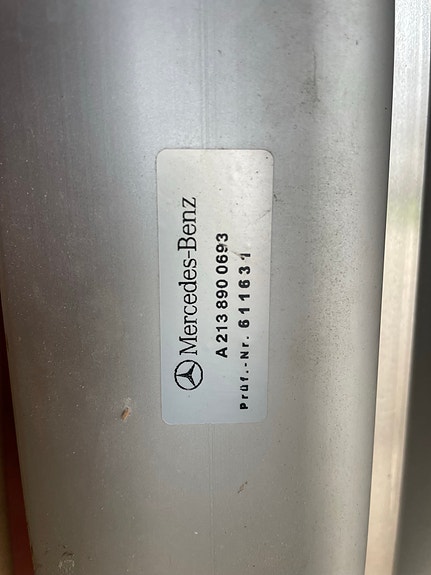 Mercedes-Benz
A 213 890 0693
Prüf.-Nr. 611631